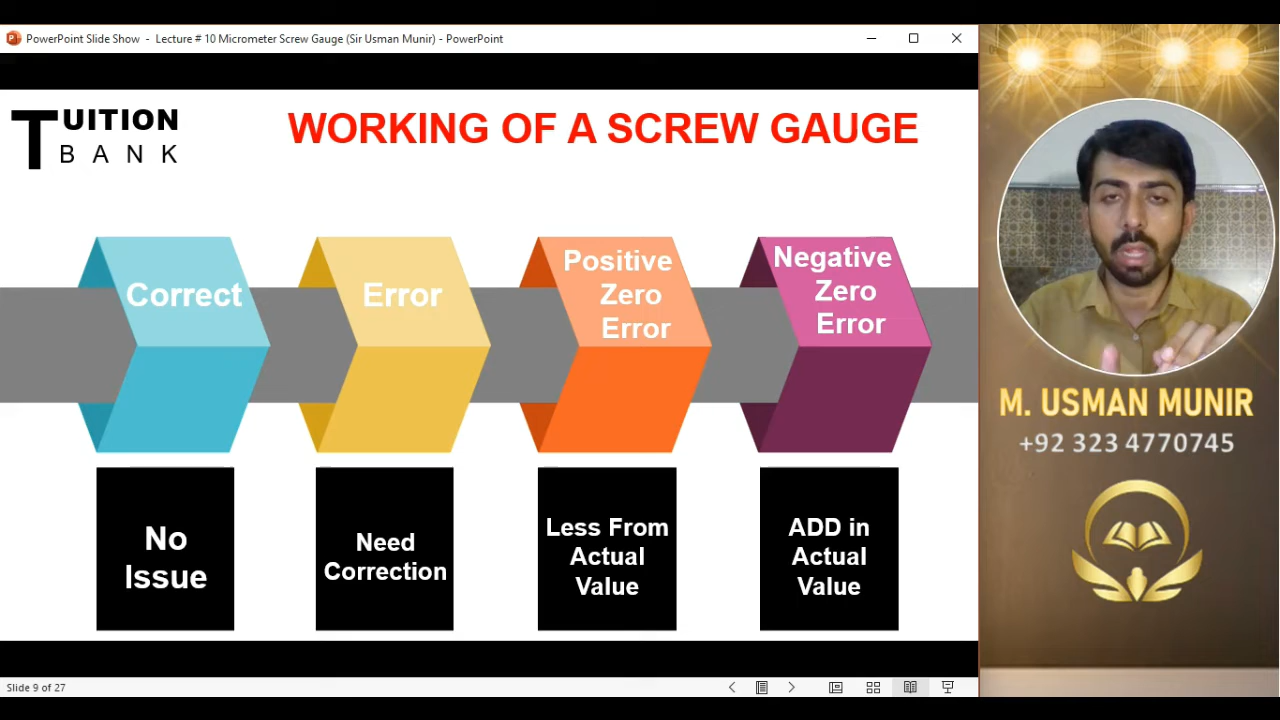 PowerPoint Slide Show - Lecture # 10 Micrometer Screw Gauge (Sir Usman Munir) - PowerPoint
TUITION
BANK
WORKING OF A SCREW GAUGE
Correct
Error
Positive
Zero
Error
Negative
Zero
Error
No
Issue
Need
Correction
Less From
Actual
Value
ADD in
Actual
Value
M. USMAN MUNIR
+92 323 4770745
Slide 9 of 27